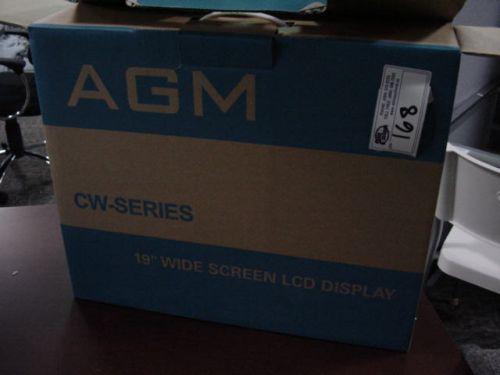 AGM
168
CW-SERIES
19" WIDE SCREEN LCD DISPLAY